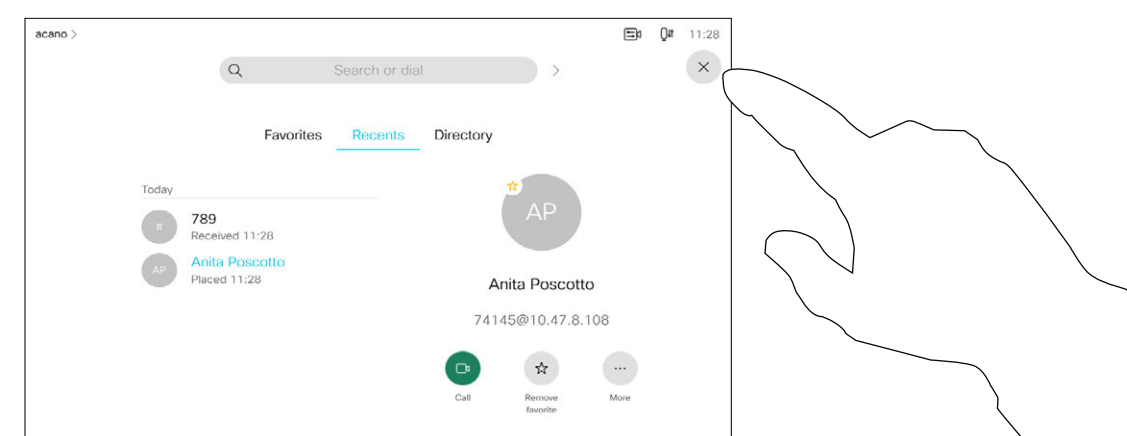 acano >
11:28
Search or dial
Favorites Recents Directory
Today
789
Received 11:28
AP
Anita Poscotto
Placed 11:28
AP
Anita Poscotto
74145@10.47.8.108
Call
Remove
favorite
More